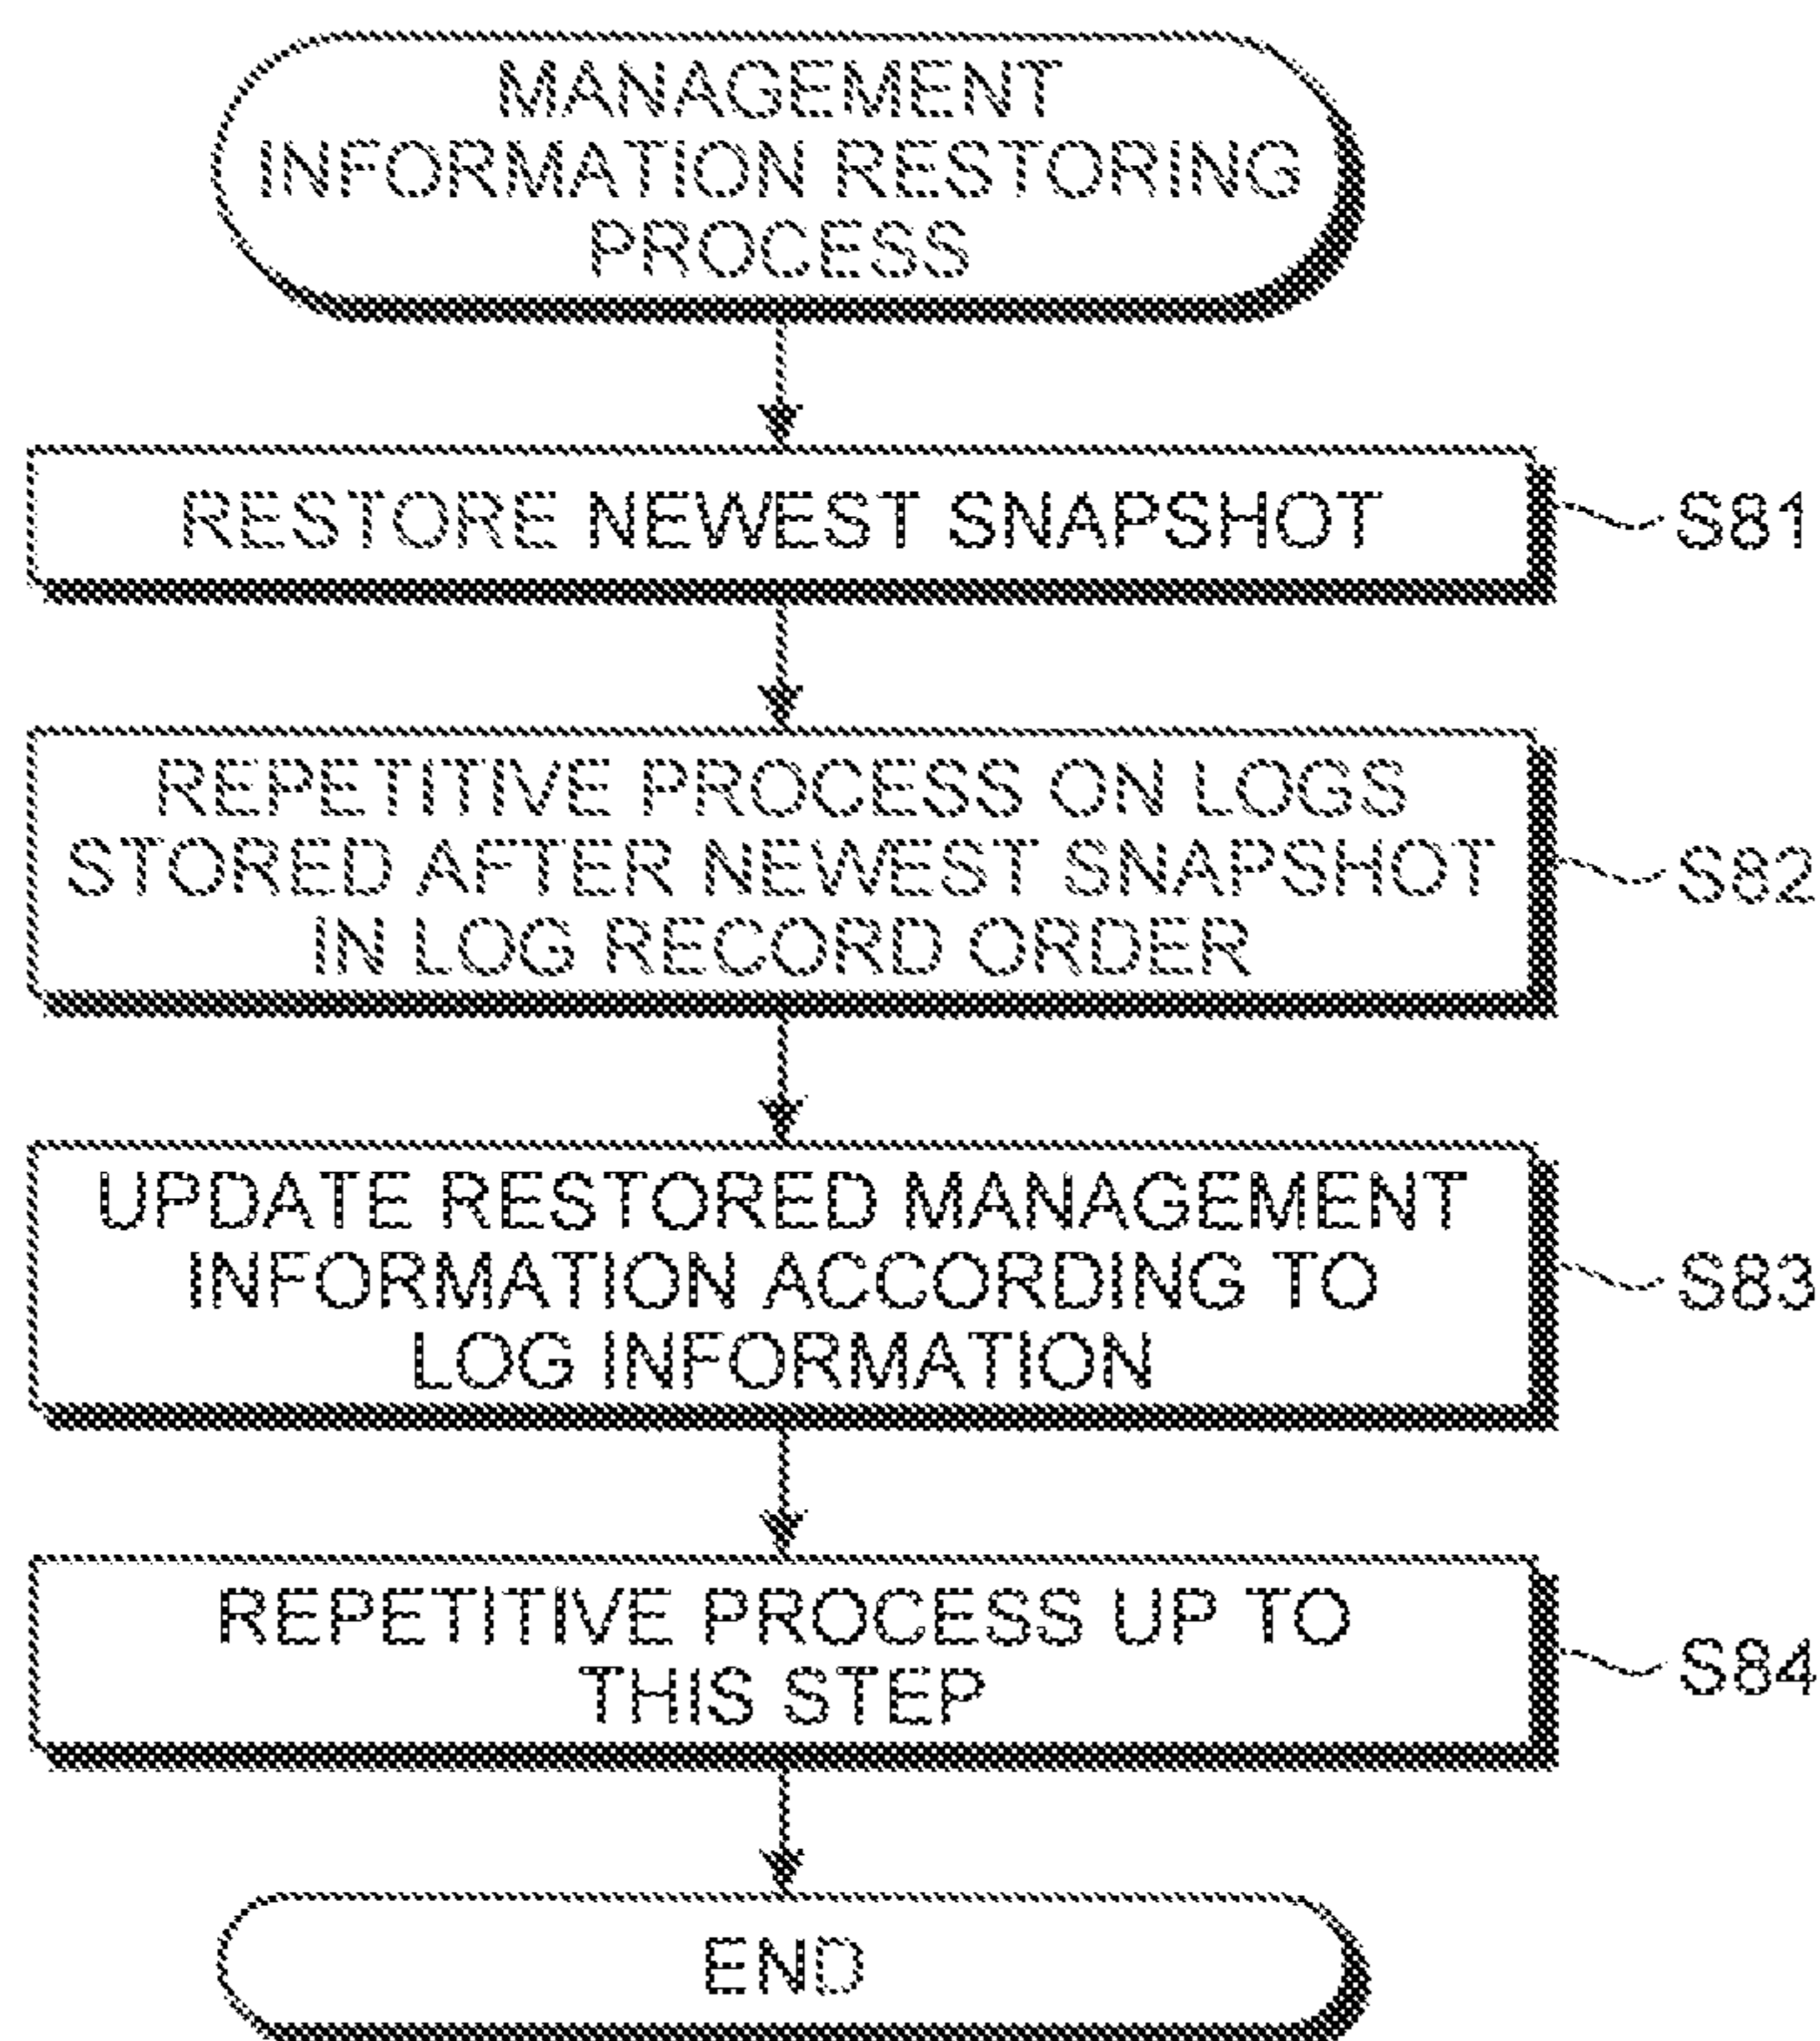 MANAGEMENT
INFORMATION RESTORING
PROCESS
RESTORE NEWEST SNAPSHOT
S81
REPETITIVE PROCESS ON LOGS
STORED AFTER NEWEST SNAPSHOT
IN LOG RECORD ORDER
S82
UPDATE RESTORED MANAGEMENT
INFORMATION ACCORDING TO
LOG INFORMATION
S83
REPETITIVE PROCESS UP TO
THIS STEP
S84
END